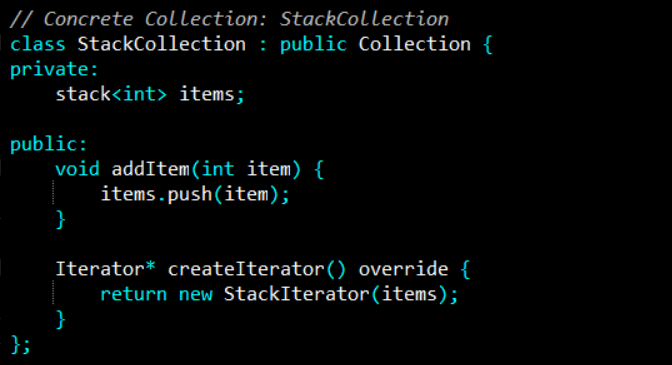 // Concrete Collection: StackCollection
class StackCollection : public Collection {
private:
    stack<int> items;

public:
    void addItem(int item) {
        items.push(item);
    }

    Iterator* createIterator() override {
        return new StackIterator(items);
    }
};